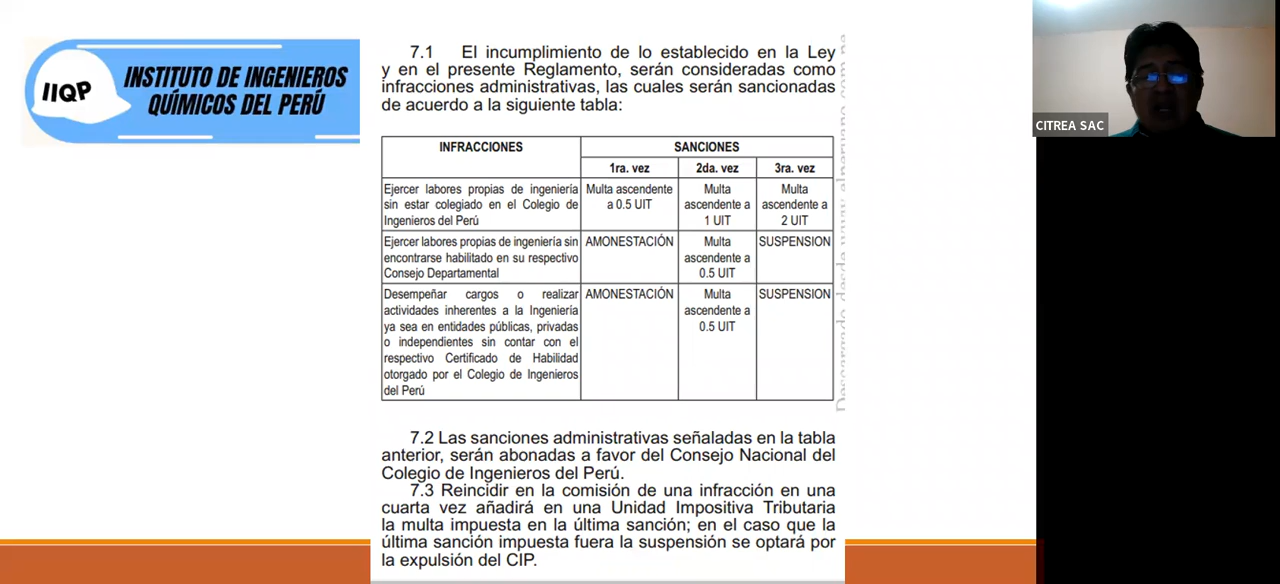 IIQP
INSTITUTO DE INGENIEROS
QUÍMICOS DEL PERÚ
7.1 El incumplimiento de lo establecido en la Ley
y en el presente Reglamento, serán consideradas como
infracciones administrativas, las cuales serán sancionadas
de acuerdo a la siguiente tabla:
INFRACCIONES
SANCIONES
1ra. vez
2da. vez
3ra. vez
Ejercer labores propias de ingeniería
sin estar colegiado en el Colegio de
Ingenieros del Perú
Multa ascendente
a 0.5 UIT
Multa
ascendente a
1 UIT
Multa
ascendente a
2 UIT
Ejercer labores propias de ingeniería sin
encontrarse habilitado en su respectivo
Consejo Departamental
AMONESTACIÓN
Multa
ascendente a
0.5 UIT
SUSPENSION
Desempeñar cargos o realizar
actividades inherentes a la Ingeniería
ya sea en entidades públicas, privadas
o independientes sin contar con el
respectivo Certificado de Habilidad
otorgado por el Colegio de Ingenieros
del Perú
AMONESTACIÓN
Multa
ascendente a
0.5 UIT
SUSPENSION
7.2 Las sanciones administrativas señaladas en la tabla
anterior, serán abonadas a favor del Consejo Nacional del
Colegio de Ingenieros del Perú.
7.3 Reincidir en la comisión de una infracción en una
cuarta vez añadirá en una Unidad Impositiva Tributaria
la multa impuesta en la última sanción; en el caso que la
última sanción impuesta fuera la suspensión se optará por
la expulsión del CIP.
CITREA SAC